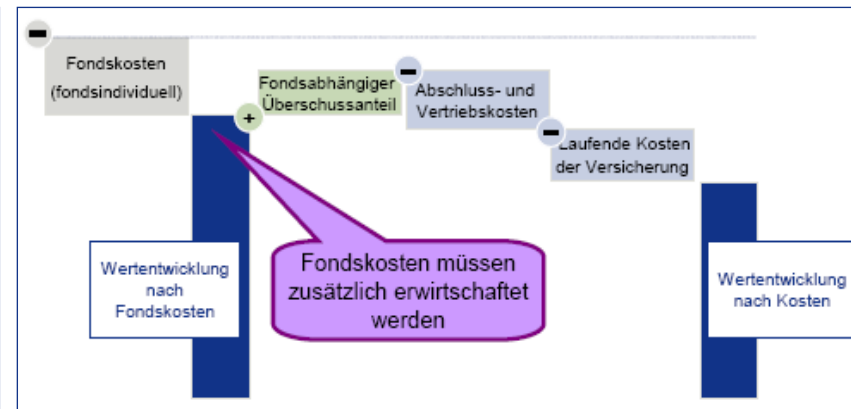 Fondskosten
(fondsindividuell)
Fondsabhängiger
Überschussanteil
Abschluss- und
Vertriebskosten
Laufende Kosten
der Versicherung
+
Fondskosten müssen
zusätzlich erwirtschaftet
werden
Wertentwicklung
nach
Fondskosten
Wertentwicklung
nach Kosten